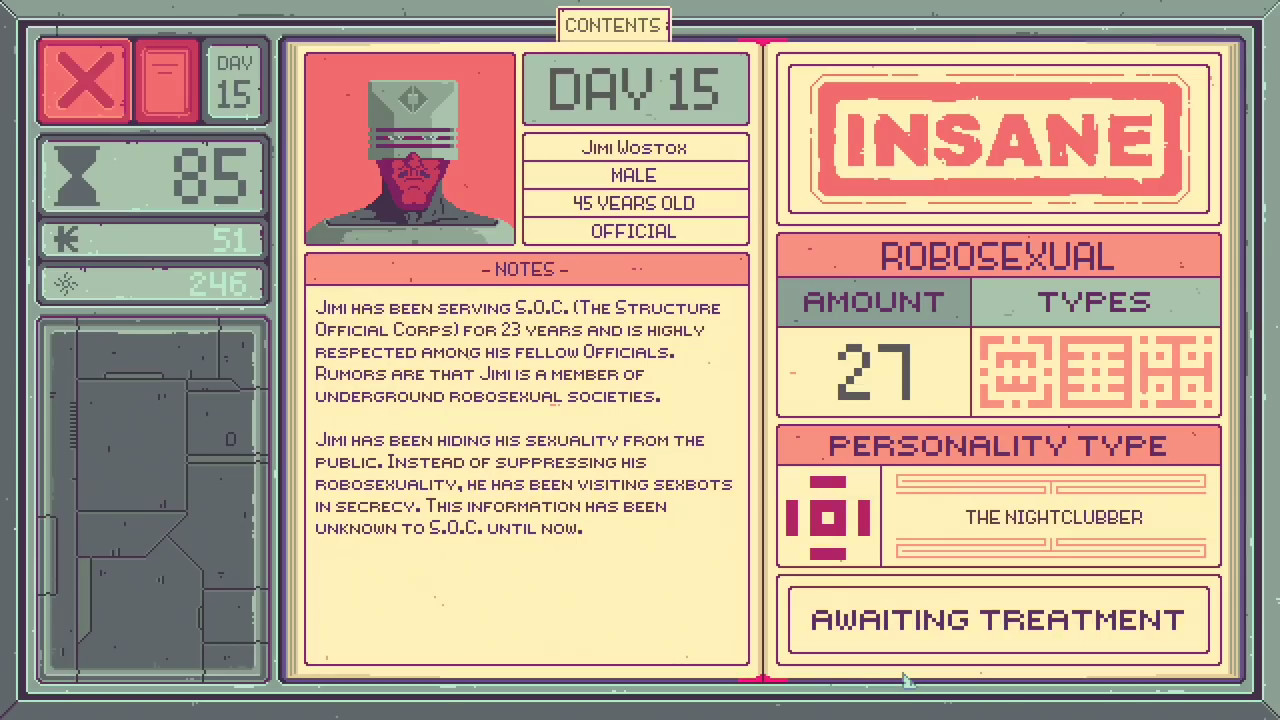 CONTENTS
DAY
15
85
51
246
DAY 15
JIMI WOSTOX
MALE
45 YEARS OLD
OFFICIAL
- NOTES -
JIMI HAS BEEN SERVING S.O.C. (THE STRUCTURE
OFFICIAL CORPS) FOR 23 YEARS AND IS HIGHLY
RESPECTED AMONG HIS FELLOW OFFICIALS.
RUMORS ARE THAT JIMI IS A MEMBER OF
UNDERGROUND ROBOSEXUAL SOCIETIES.
JIMI HAS BEEN HIDING HIS SEXUALITY FROM THE
PUBLIC. INSTEAD OF SUPPRESSING HIS
ROBOSEXUALITY, HE HAS BEEN VISITING SEXBOTS
IN SECRECY. THIS INFORMATION HAS BEEN
UNKNOWN TO S.O.C. UNTIL NOW.
INSANE
ROBOSEXUAL
AMOUNT TYPES
27
PERSONALITY TYPE
THE NIGHTCLUBBER
AWAITING TREATMENT